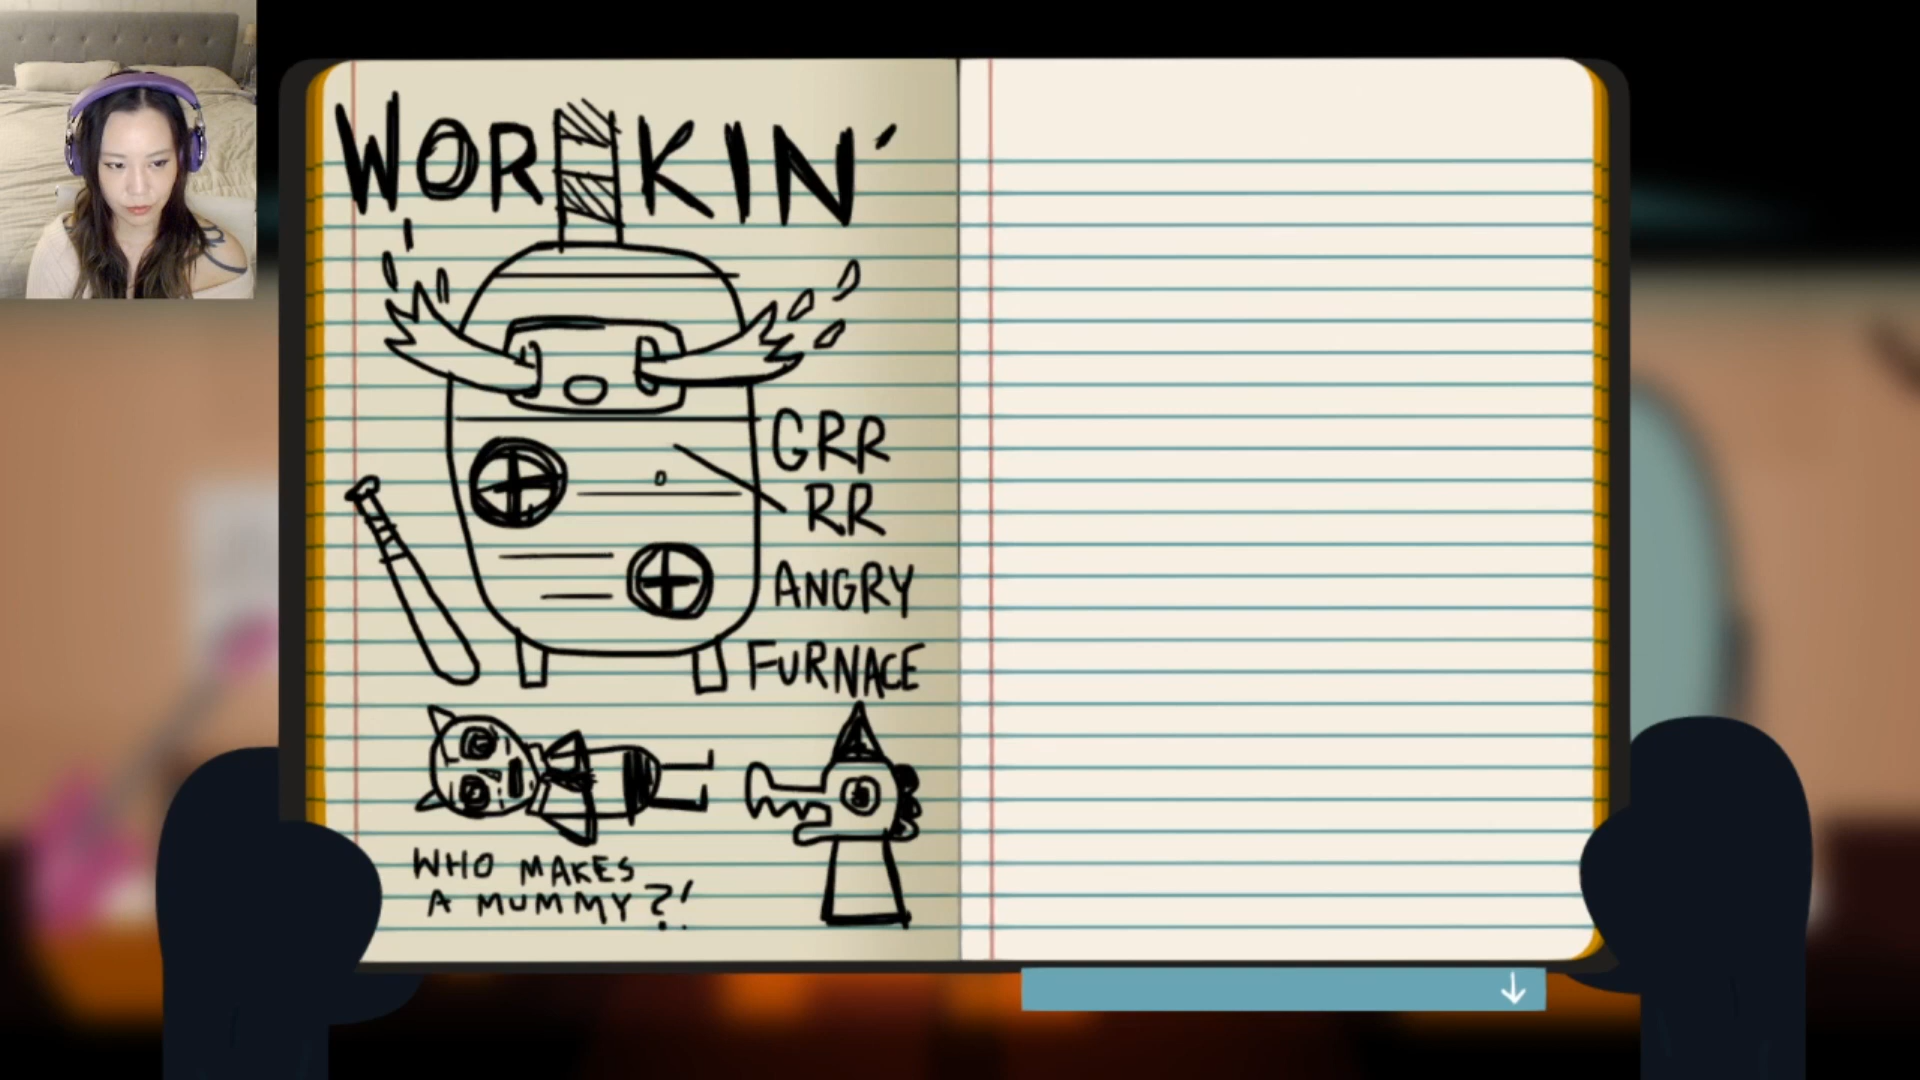 WORKIN'
GRR
RR
ANGRY
FURNACE
WHO MAKES
A MUMMY?!